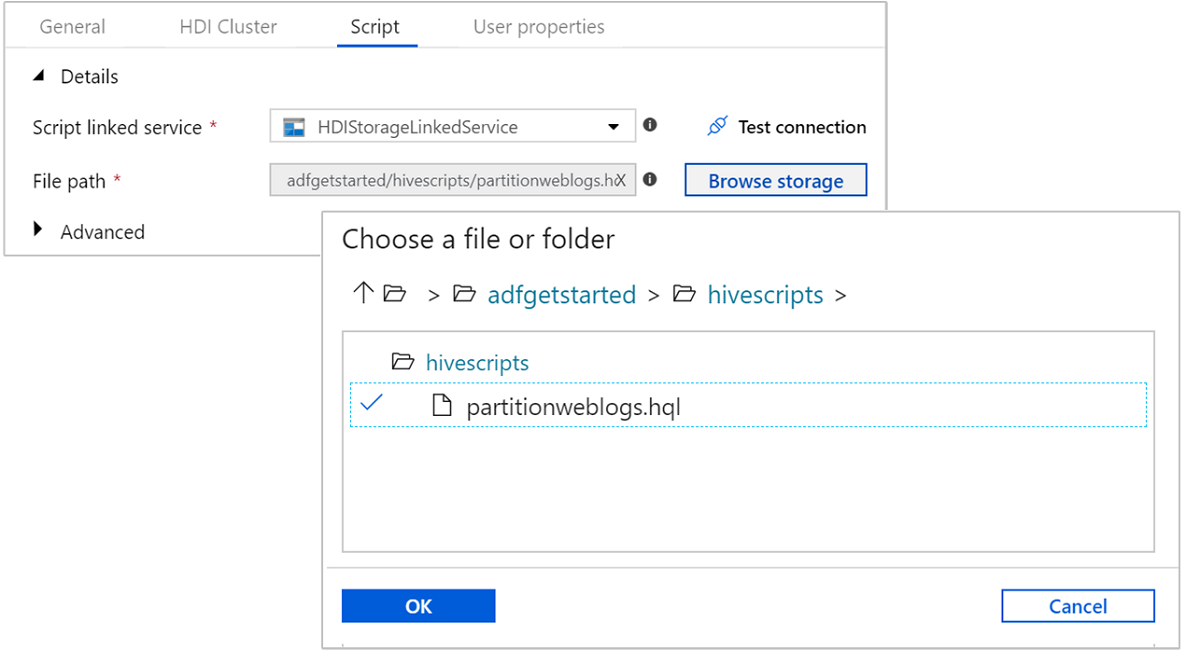 General HDI Cluster Script User properties
Details
Script linked service * HDIStorageLinkedService Test connection
File path * adfgetstarted/hivescripts/partitionweblogs.hq X Browse storage
Advanced
Choose a file or folder
> adfgetstarted > hivescripts >
hivescripts
partitionweblogs.hql
OK Cancel